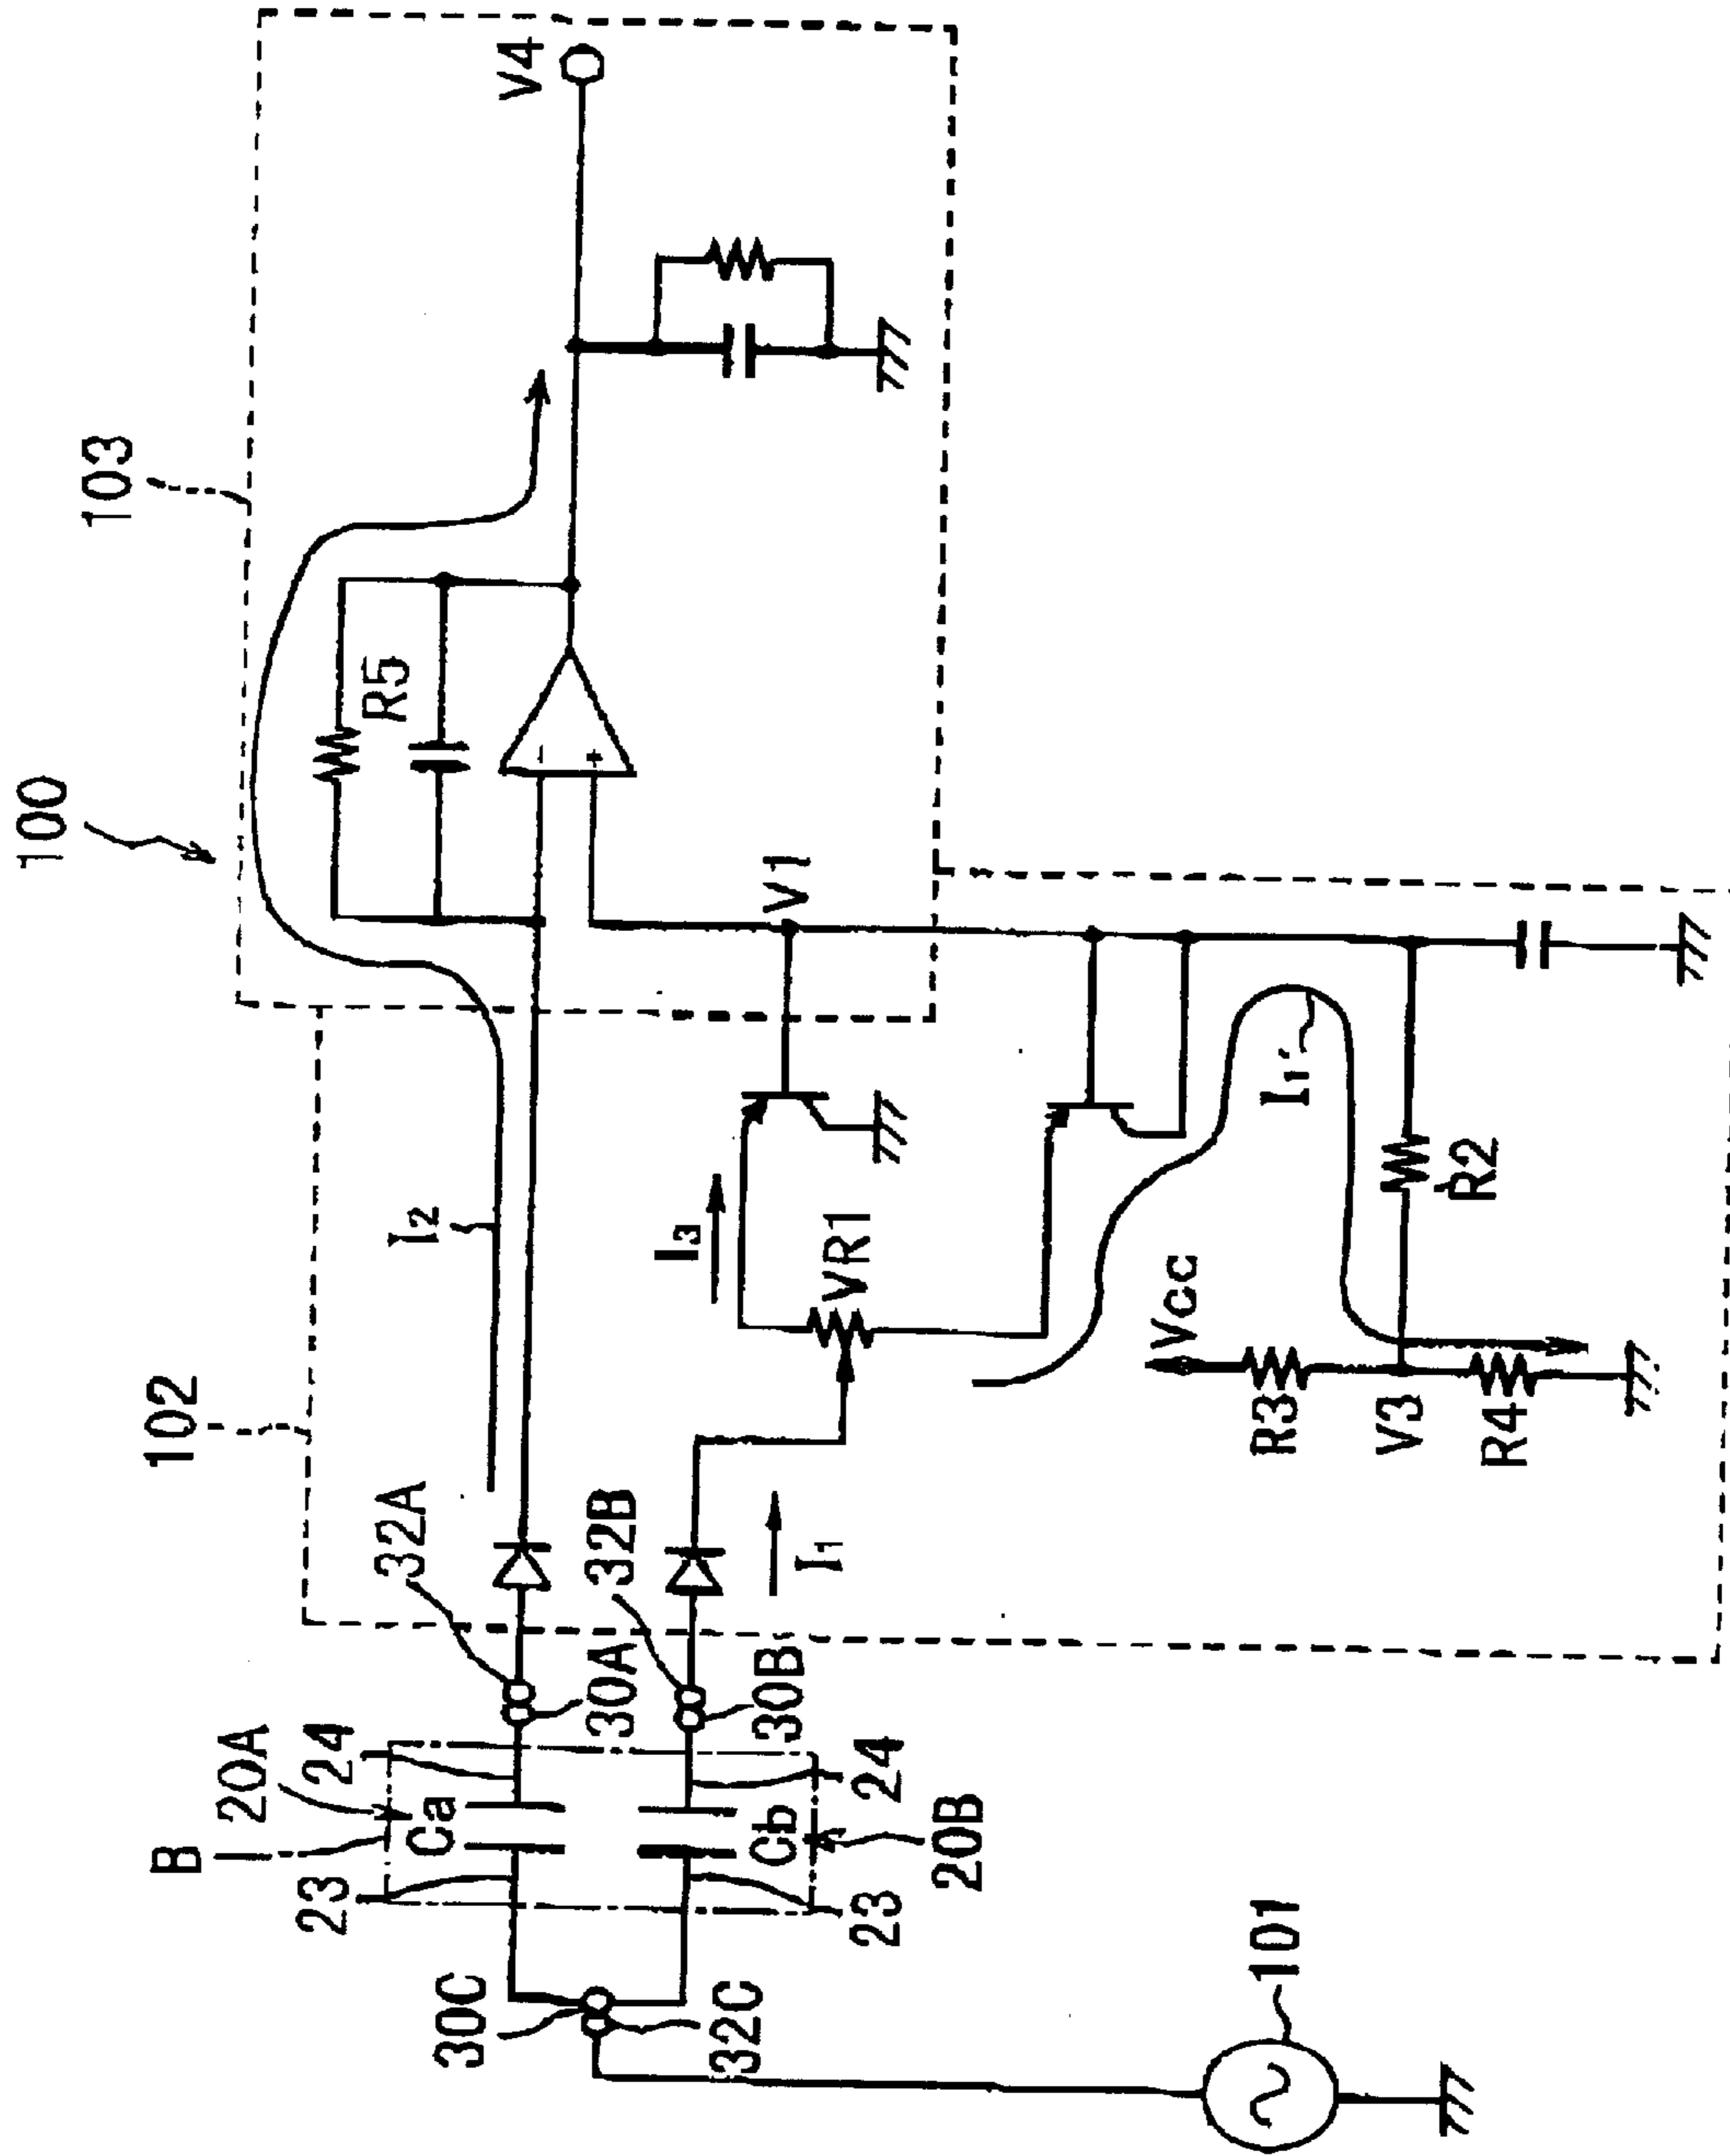 100
103
102
V4
R5
I2
V1
I3
VR1
I1'
Vcc
R2
R3
V3
R4
32A
32B
I1
30A
30B
B
20A
24
Ca
23
Cb
24
23
20B
30C
32C
101
-
+